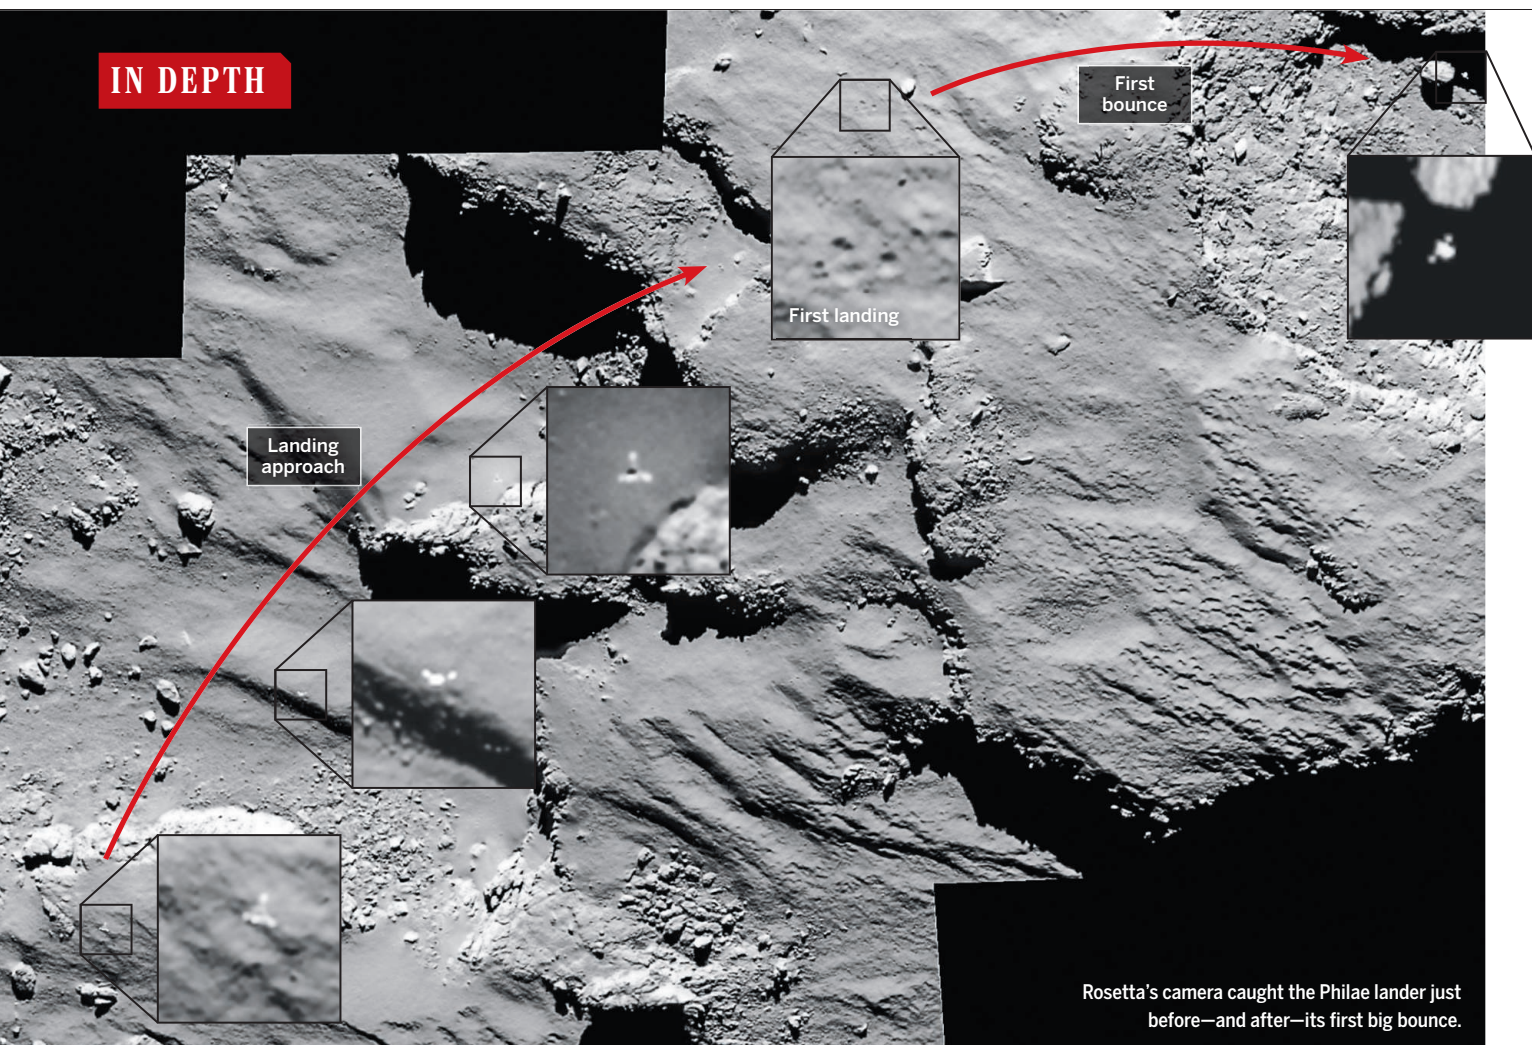 IN DEPTH
First
bounce
First landing
Landing
approach
Rosetta’s camera caught the Philae lander just
before—and after—its first big bounce.